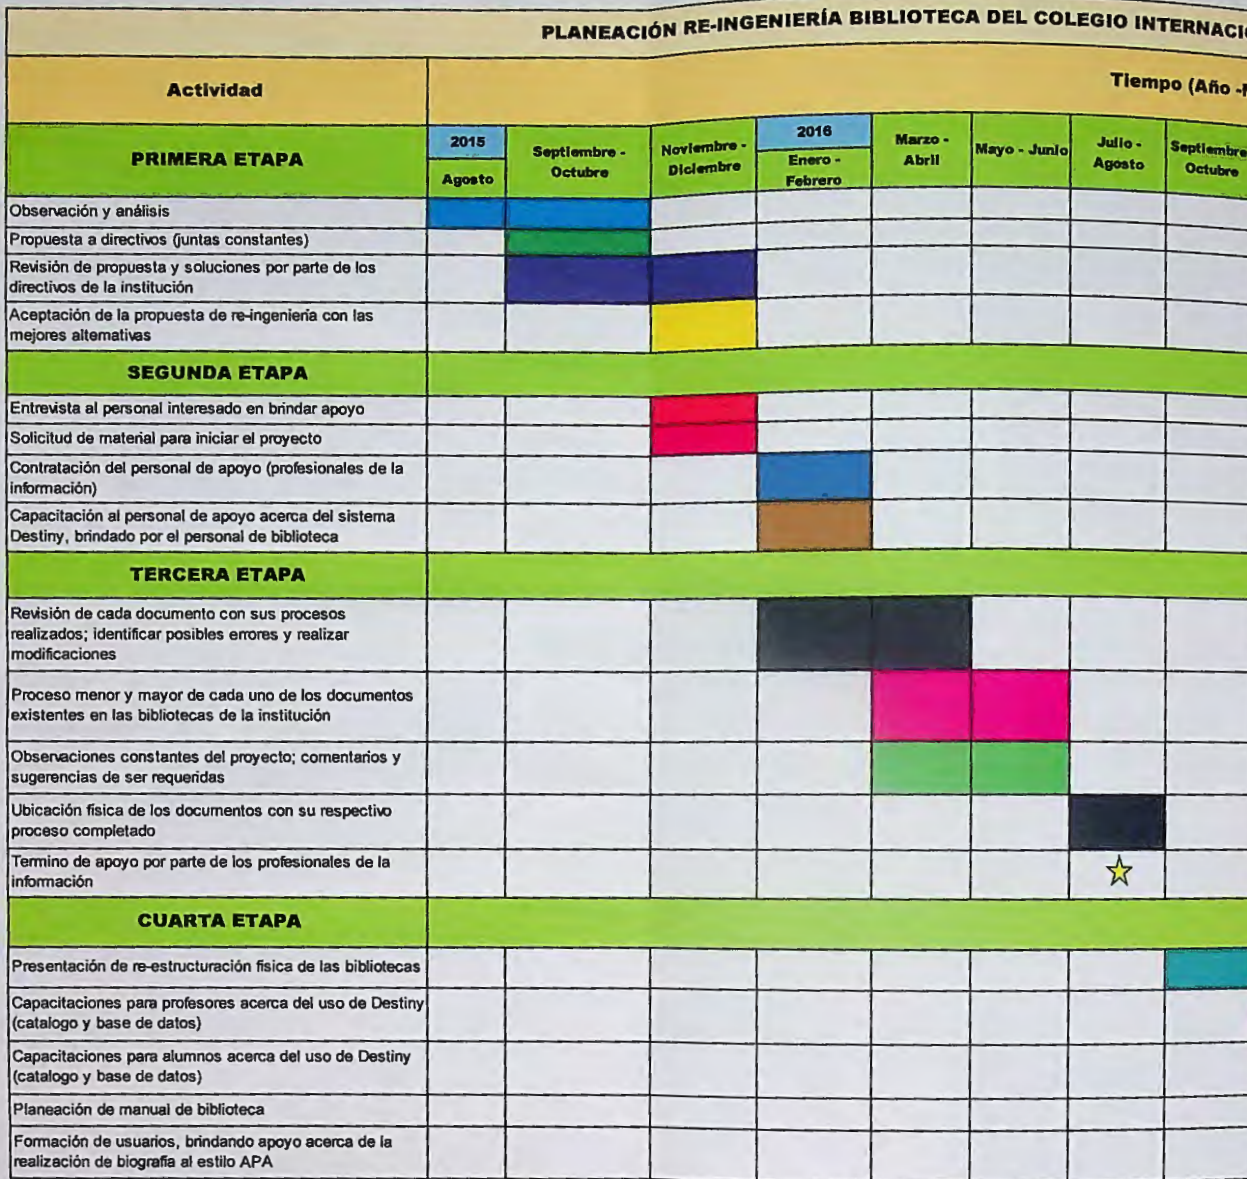 PLANEACIÓN RE-INGENIERÍA BIBLIOTECA DEL COLEGIO
Actividad
Tiempo (Año -
PRIMERA ETAPA
2015
Agosto
Septiembre -
Octubre
Noviembre -
Diciembre
2016
Enero -
Febrero
Marzo -
Abril
Mayo - Junio
Julio -
Agosto
Septiembre
Octubre
Observación y análisis
Propuesta a directivos (juntas constantes)
Revisión de propuesta y soluciones por parte de los
directivos de la institución
Aceptación de la propuesta de re-ingeniería con las
mejores alternativas
SEGUNDA ETAPA
Entrevista al personal interesado en brindar apoyo
Solicitud de material para iniciar el proyecto
Contratación del personal de apoyo (profesionales de la
información)
Capacitación al personal de apoyo acerca del sistema
Destiny, brindado por el personal de biblioteca
TERCERA ETAPA
Revisión de cada documento con sus procesos
realizados; identificar posibles errores y realizar
modificaciones
Proceso menor y mayor de cada uno de los documentos
existentes en las bibliotecas de la institución
Observaciones constantes del proyecto; comentarios y
sugerencias de ser requeridas
Ubicación física de los documentos con su respectivo
proceso completado
Termino de apoyo por parte de los profesionales de la
información
CUARTA ETAPA
Presentación de re-estructuración física de las bibliotecas
Capacitaciones para profesores acerca del uso de Destiny
(catalogo y base de datos)
Capacitaciones para alumnos acerca del uso de Destiny
(catalogo y base de datos)
Planeación de manual de biblioteca
Formación de usuarios, brindando apoyo acerca de la
realización de biografía al estilo APA